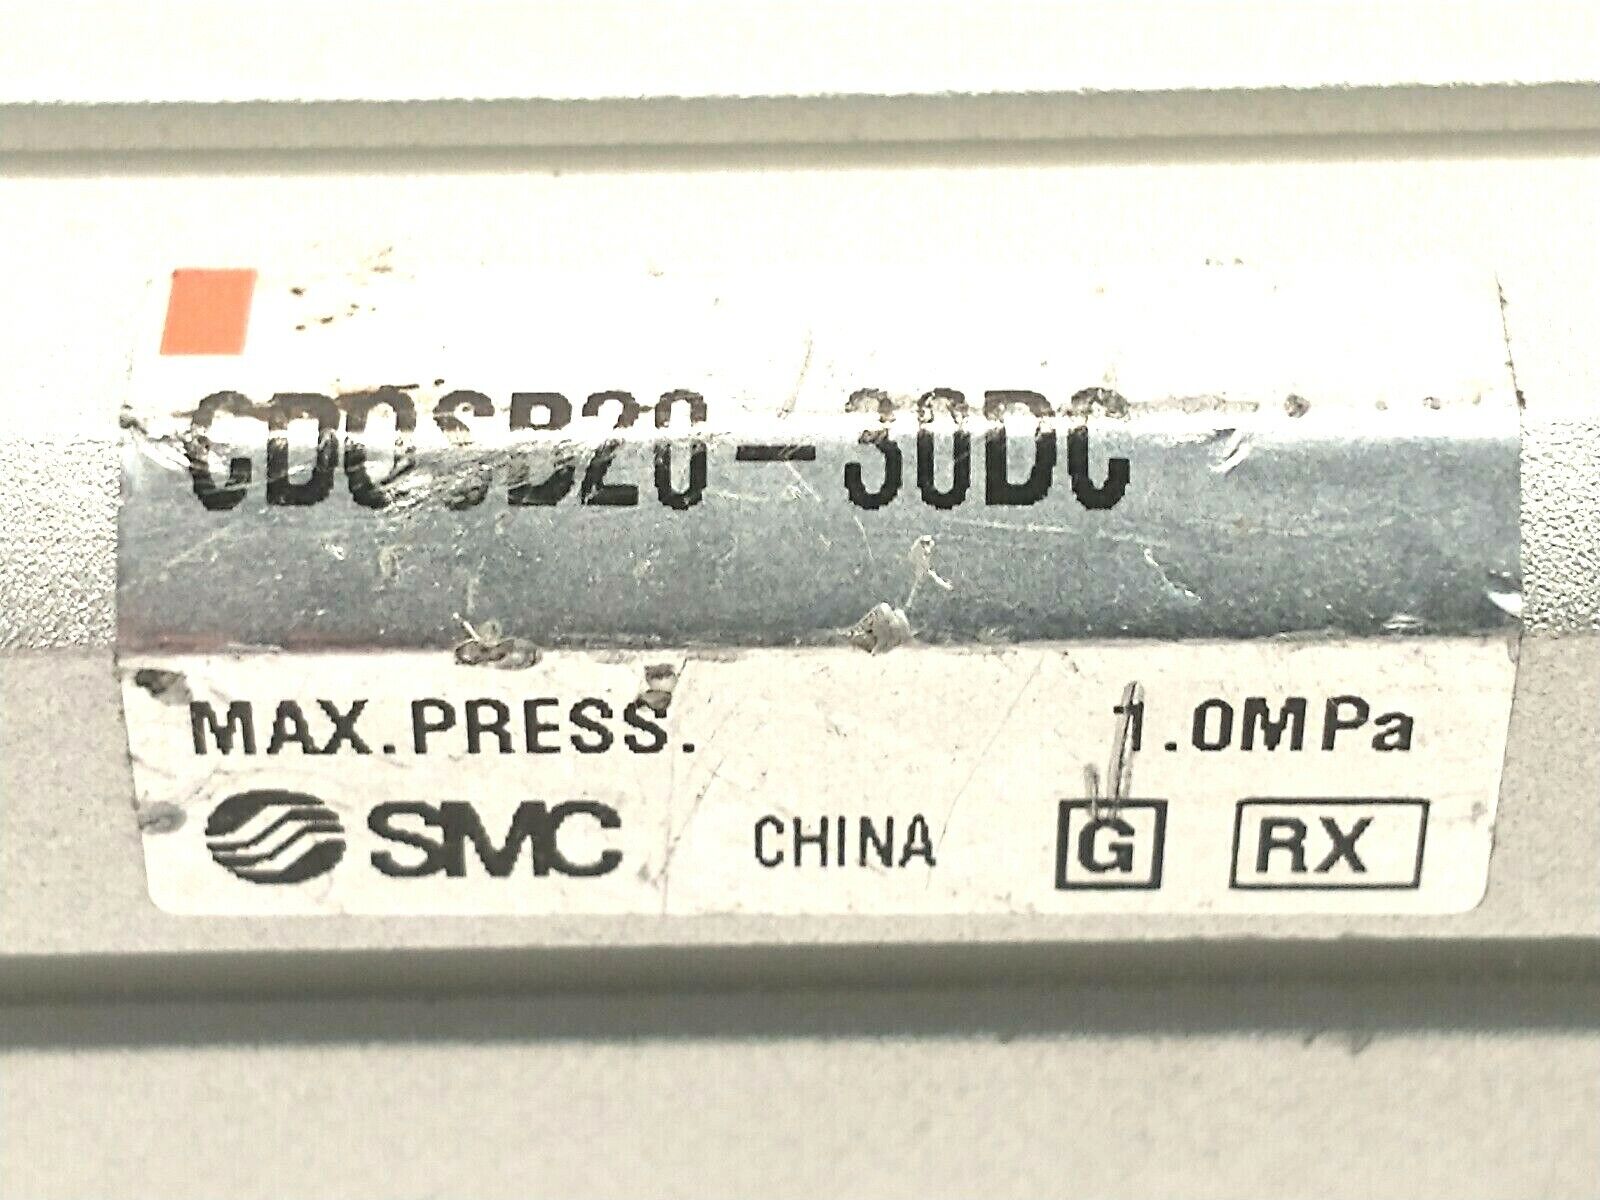 CDQSB20-30DC
MAX.PRESS. 1.0MPa
SMC CHINA G RX